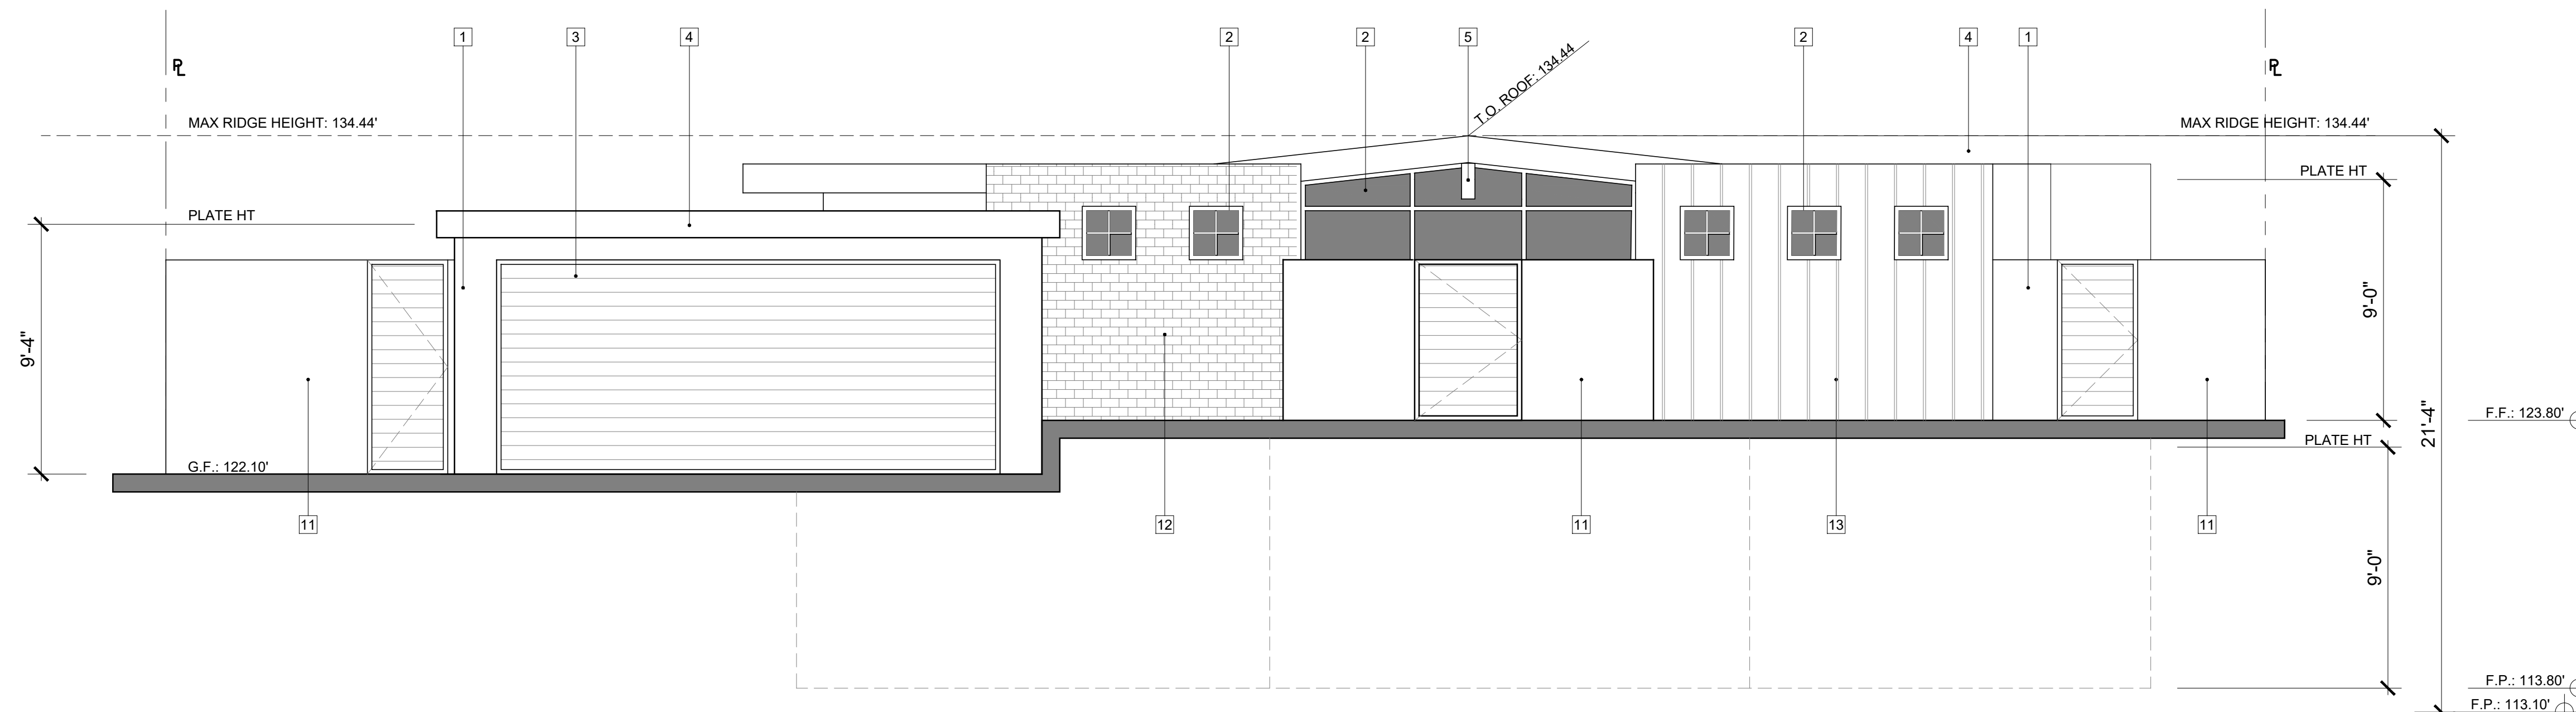 1
3
4
2
2
5
2
4
1
PL
PL
T.O. ROOF: 134.44
MAX RIDGE HEIGHT: 134.44'
MAX RIDGE HEIGHT: 134.44'
PLATE HT
PLATE HT
9'-4"
9'-0"
21'-4"
F.F.: 123.80'
PLATE HT
G.F.: 122.10'
11
12
11
13
11
9'-0"
F.P.: 113.80'
F.P.: 113.10'